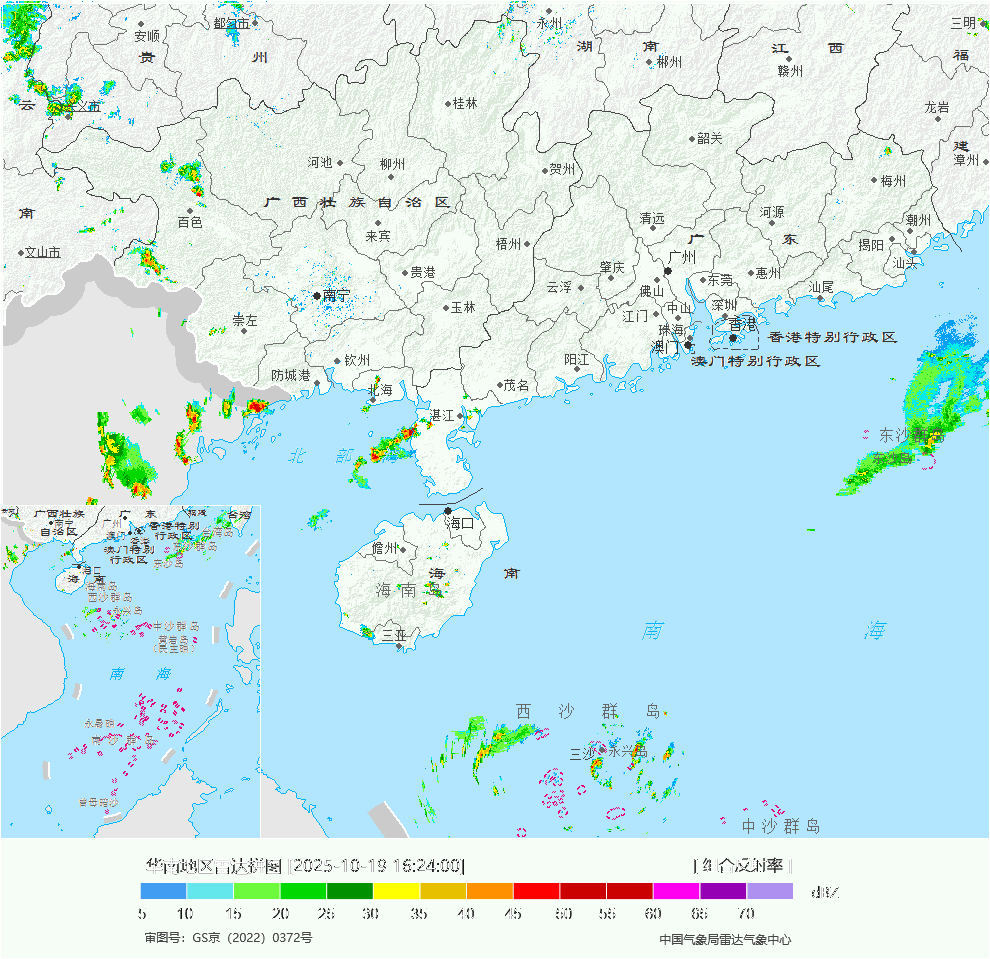 安顺
都匀市
永州
三明
贵 州
湖 南
江 西
福
郴州
赣州
云
兴义市
桂林
龙岩
韶关
建
漳州
河池
柳州
贺州
梅州
广 西 壮 族 自 治 区
南
百色
来宾
清远
河源
潮州
文山市
梧州
广 东
揭阳
汕头
贵港
肇庆
广州
惠州
南宁
云浮
佛山
东莞
汕尾
崇左
玉林
江门
中山
深圳
珠海
香港
香港特别行政区
澳门
澳门特别行政区
钦州
阳江
防城港
茂名
北海
湛江
北 部
东沙群岛
海口
儋州
海 南
海 南 岛
三亚
南 海
西 沙 群 岛
三沙
永兴岛
中 沙 群 岛
广西壮族
自治区
南宁
广 东
广州
福建
台湾
香港特别
行政区
澳门特别
行政区
海口
海 南
海南岛
西沙群岛
永兴岛
中沙群岛
黄岩岛
(民主礁)
南 海
永暑礁
南 沙 群 岛
曾母暗沙
华南地区雷达拼图 [2025-10-19 16:24:00]
[ 组合反射率 ]
dBZ
5 10 15 20 25 30 35 40 45 50 55 60 65 70
审图号：GS京（2022）0372号
中国气象局雷达气象中心